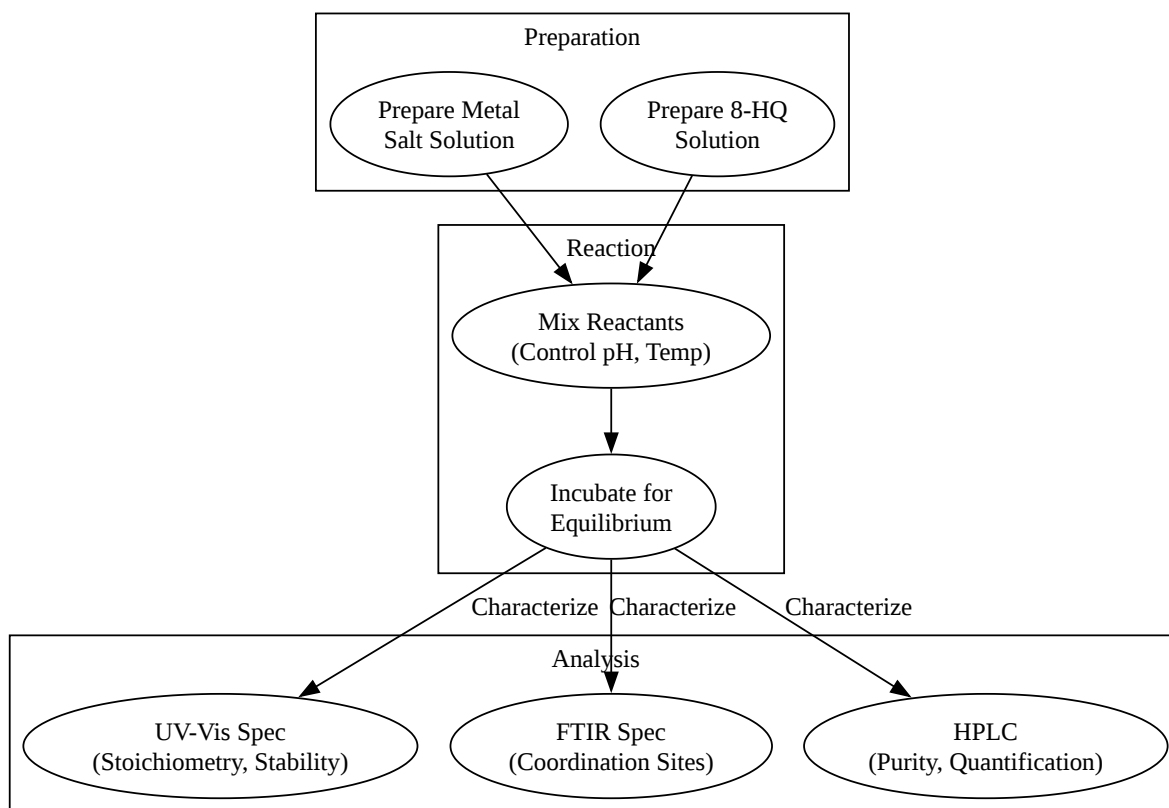 Preparation
Prepare Metal
Salt Solution
Prepare 8-HQ
Solution
Reaction
Mix Reactants
(Control pH, Temp)
Incubate for
Equilibrium
Characterize
Characterize
Characterize
Analysis
UV-Vis Spec
(Stoichiometry, Stability)
FTIR Spec
(Coordination Sites)
HPLC
(Purity, Quantification)